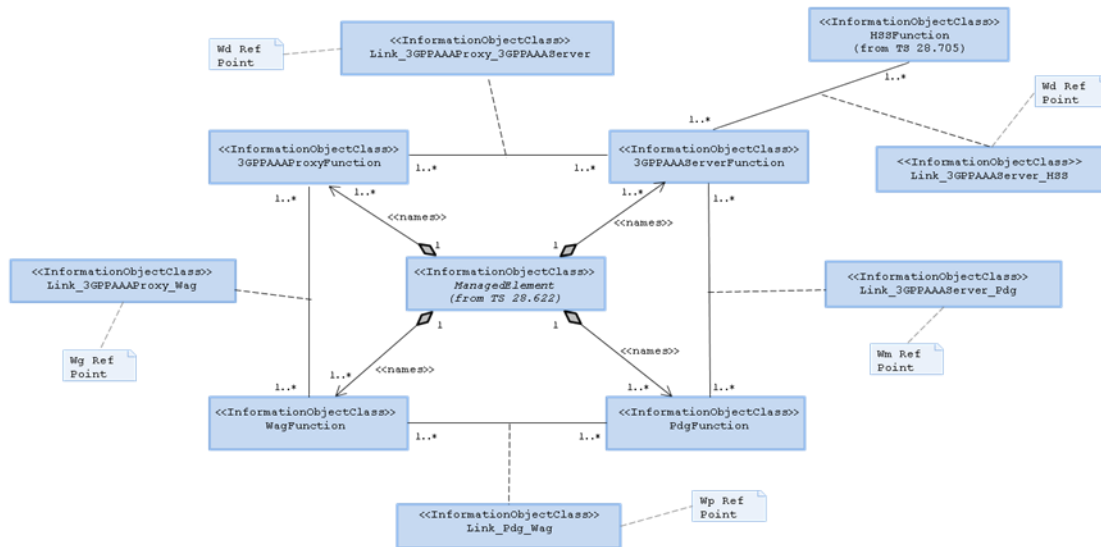 <<InformationObjectClass>>
HSSFunction
(from TS 28.705)
<<InformationObjectClass>>
Link_3GPPAAAProxy_3GPPAAAServer
Wd Ref
Point
1..*
Wd Ref
Point
1..*
<<InformationObjectClass>>
3GPPAAAProxyFunction
<<InformationObjectClass>>
3GPPAAAServerFunction
1..*
1..*
<<InformationObjectClass>>
Link_3GPPAAAServer_HSS
1..*
1..*
1..*
1..*
<<names>>
<<names>>
1
1
<<InformationObjectClass>>
ManagedElement
(from TS 28.622)
<<InformationObjectClass>>
Link_3GPPAAAProxy_Wag
<<InformationObjectClass>>
Link_3GPPAAAServer_Pdg
1
1
Wg Ref
Point
<<names>>
<<names>>
Wm Ref
Point
1..*
1..*
1..*
1..*
<<InformationObjectClass>>
WagFunction
<<InformationObjectClass>>
PdgFunction
1..*
1..*
<<InformationObjectClass>>
Link_Pdg_Wag
Wp Ref
Point